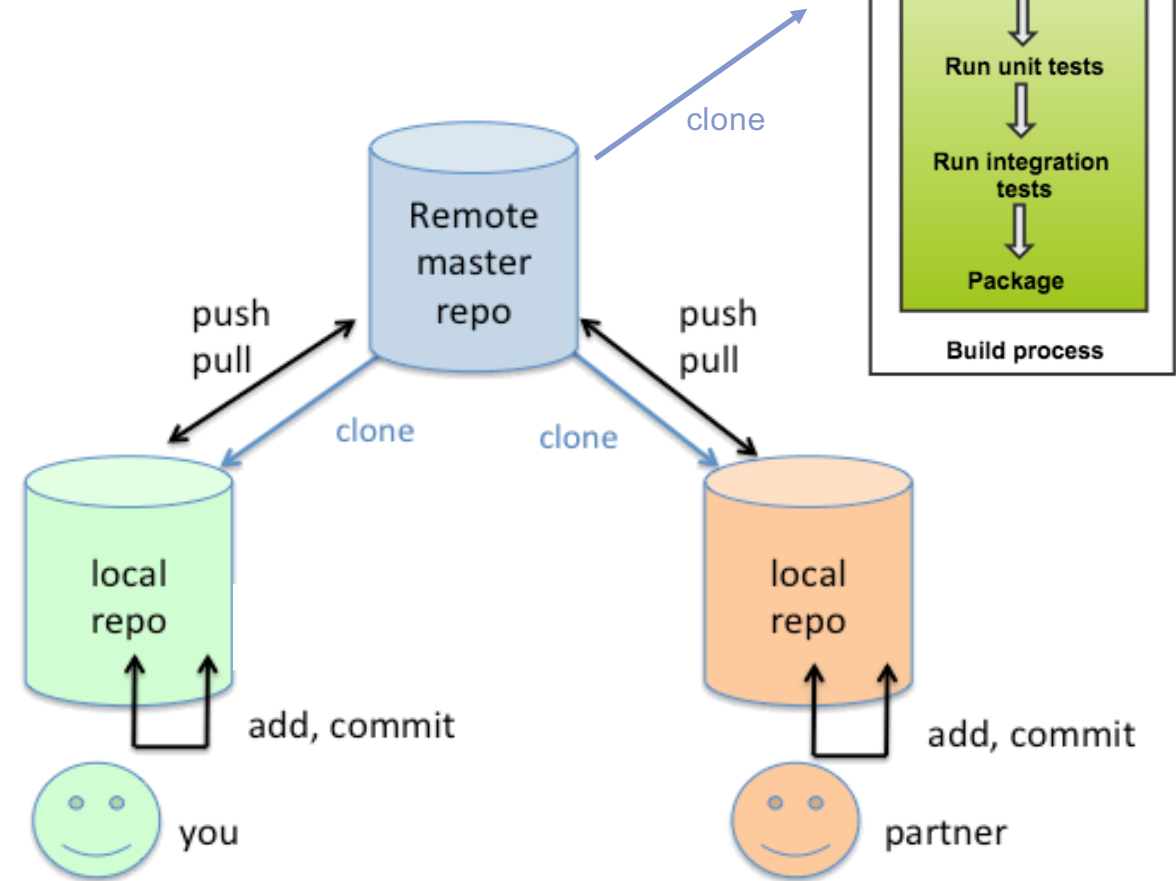 Run unit tests
clone
Run integration
tests
Remote
master
repo
Package
push
pull
push
pull
Build process
clone
clone
local
repo
local
repo
add, commit
add, commit
you
partner